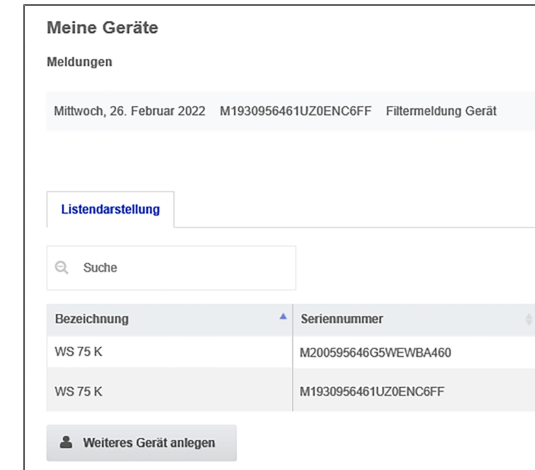 Meine Geräte
Meldungen
Mittwoch, 26. Februar 2022 M1930956461UZ0ENC6FF Filtermeldung Gerät
Listendarstellung
Suche
Bezeichnung Seriennummer
WS 75 K M200595646G5WEWBA460
WS 75 K M1930956461UZ0ENC6FF
Weiteres Gerät anlegen